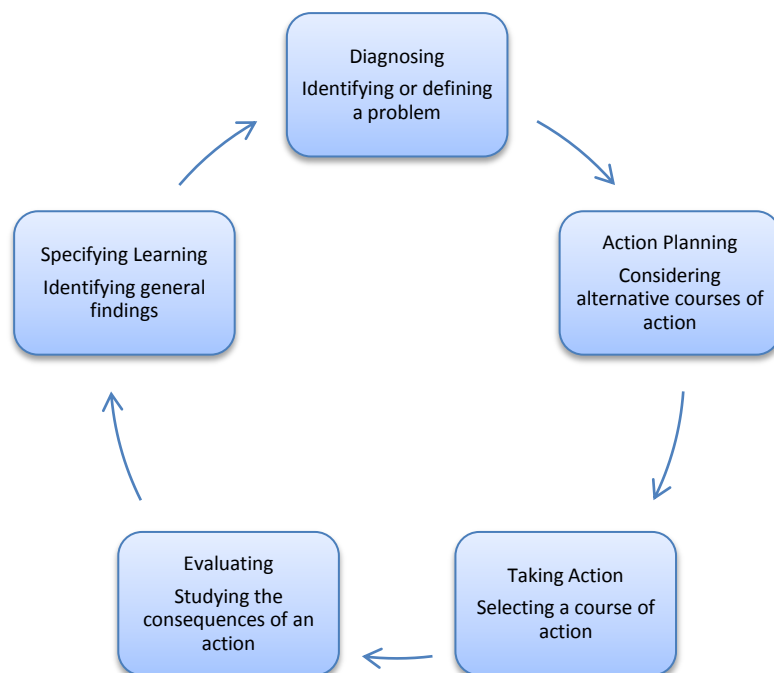 Diagnosing
Identifying or defining
a problem
Action Planning
Considering
alternative courses of
action
Taking Action
Selecting a course of
action
Evaluating
Studying the
consequences of an
action
Specifying Learning
Identifying general
findings